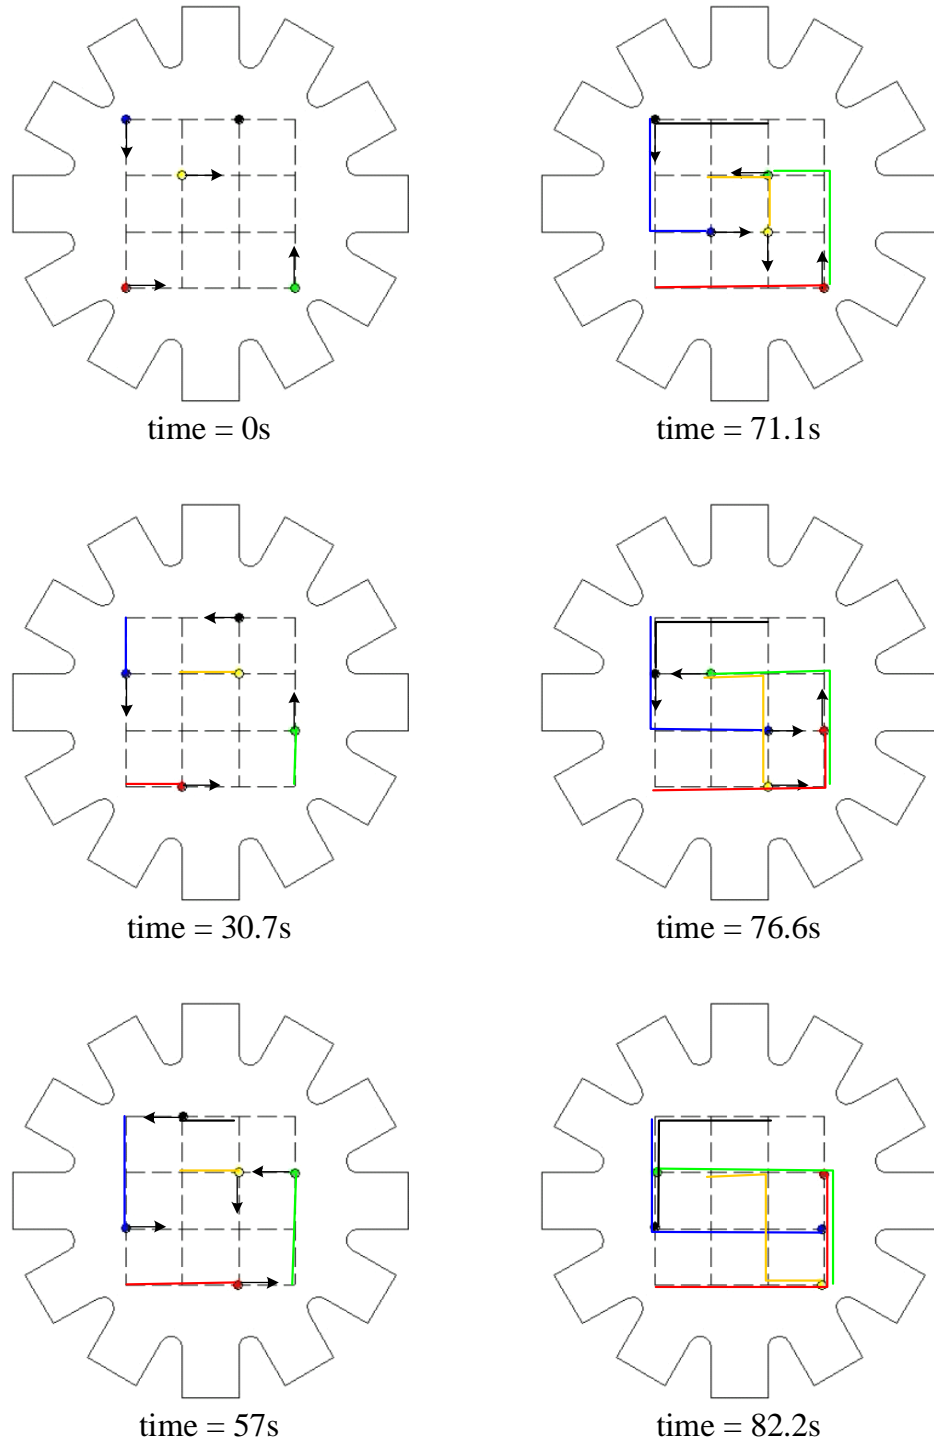 time = 0s
time = 71.1s
time = 30.7s
time = 76.6s
time = 57s
time = 82.2s